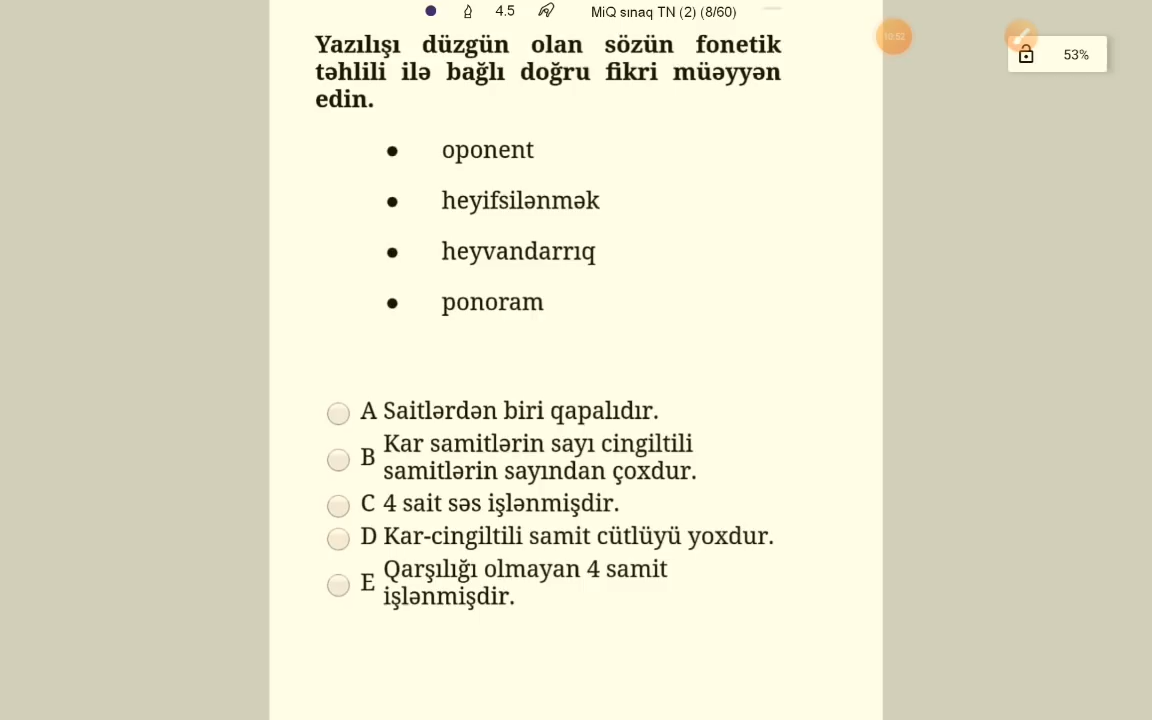 4.5 MiQ sınaq TN (2) (8/60)
10:52
53%
Yazılışı düzgün olan sözün fonetik
təhlili ilə bağlı doğru fikri müəyyən
edin.
• oponent
• heyifsilənmək
• heyvandarrıq
• ponoram
A Saitlərdən biri qapalıdır.
B Kar samitlərin sayı cingiltili
samitlərin sayından çoxdur.
C 4 sait səs işlənmişdir.
D Kar-cingiltili samit cütlüyü yoxdur.
E Qarşılığı olmayan 4 samit
işlənmişdir.